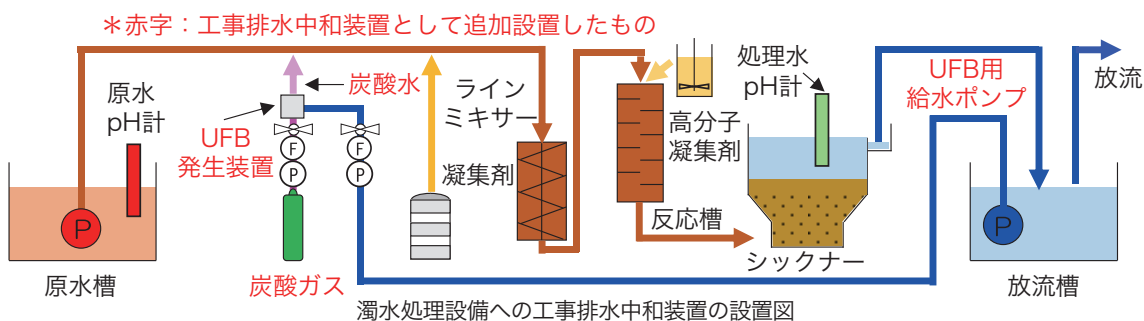 ＊赤字：工事排水中和装置として追加設置したもの
原水
pH計
炭酸水
UFB
発生装置
F
P
F
P
ライン
ミキサー
凝集剤
高分子
凝集剤
処理水
pH計
UFB用
給水ポンプ
放流
P
P
反応槽
シックナー
原水槽
炭酸ガス
放流槽
濁水処理設備への工事排水中和装置の設置図